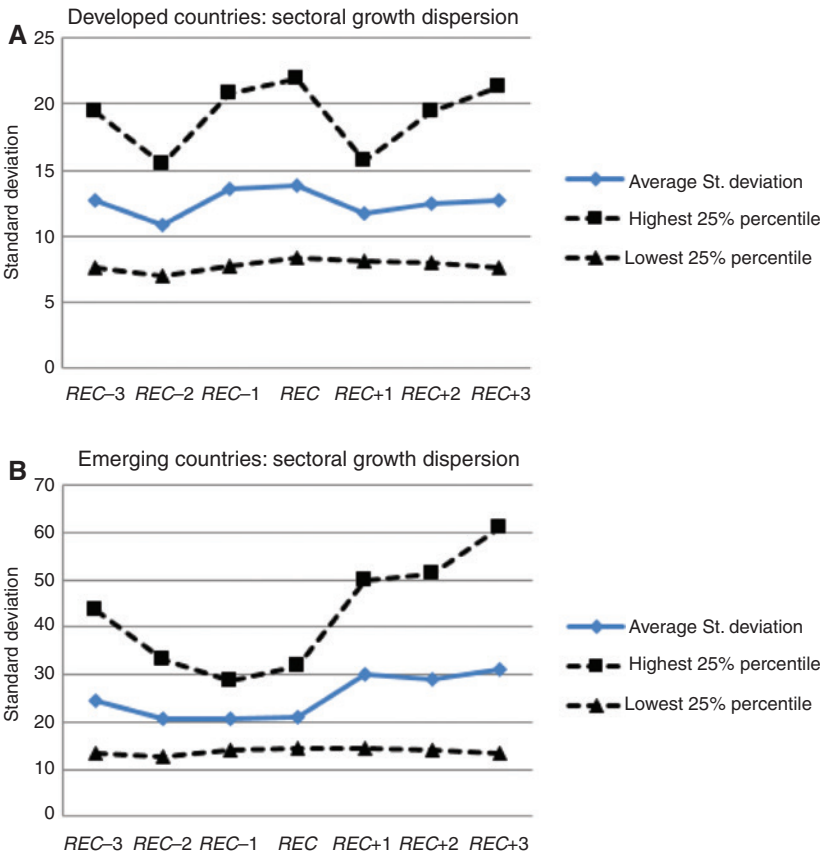 A Developed countries: sectoral growth dispersion
25
20
15
10
5
0
Standard deviation
REC–3 REC–2 REC–1 REC REC+1 REC+2 REC+3
Average St. deviation
Highest 25% percentile
Lowest 25% percentile
B Emerging countries: sectoral growth dispersion
70
60
50
40
30
20
10
0
Standard deviation
REC–3 REC–2 REC–1 REC REC+1 REC+2 REC+3
Average St. deviation
Highest 25% percentile
Lowest 25% percentile